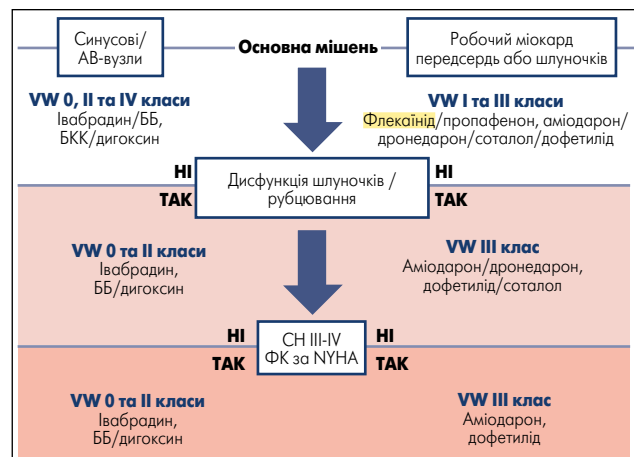 Синусові/
АВ-вузли
Основна мішень
Робочий міокард
передсердь або шлуночків
VW 0, II та IV класи
Івабрадин/ББ,
БКК/дигоксин
VW I та III класи
Флекаїнід/пропафенон, аміодарон/
дронедарон/соталол/дофетилід
НІ
ТАК
Дисфункція шлуночків /
рубцювання
НІ
ТАК
VW 0 та II класи
Івабрадин,
ББ/дигоксин
VW III клас
Аміодарон/дронедарон,
дофетилід/соталол
НІ
ТАК
СН III-IV
ФК за NYHA
НІ
ТАК
VW 0 та II класи
Івабрадин,
ББ/дигоксин
VW III клас
Аміодарон,
дофетилід